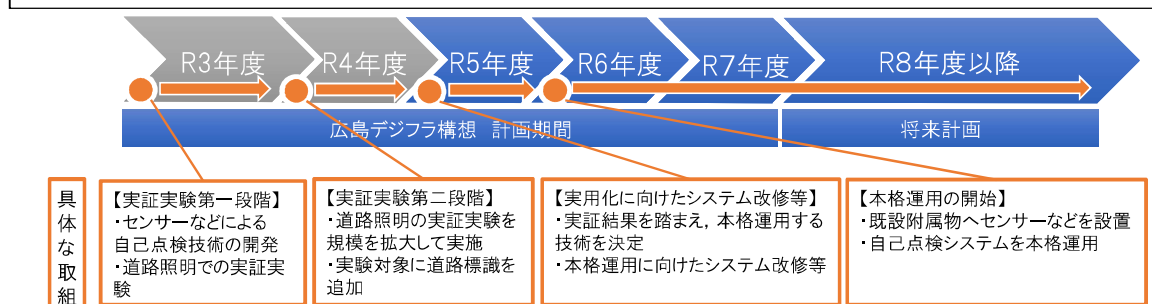 R3年度
R4年度
R5年度
R6年度
R7年度
R8年度以降
広島デジフラ構想 計画期間
将来計画
具体な取組
【実証実験第一段階】
・センサーなどによる
自己点検技術の開発
・道路照明での実証実
験
【実証実験第二段階】
・道路照明の実証実験を
規模を拡大して実施
・実験対象に道路標識を
追加
【実用化に向けたシステム改修等】
・実証結果を踏まえ，本格運用する
技術を決定
・本格運用に向けたシステム改修等
【本格運用の開始】
・既設附属物へセンサーなどを設置
・自己点検システムを本格運用